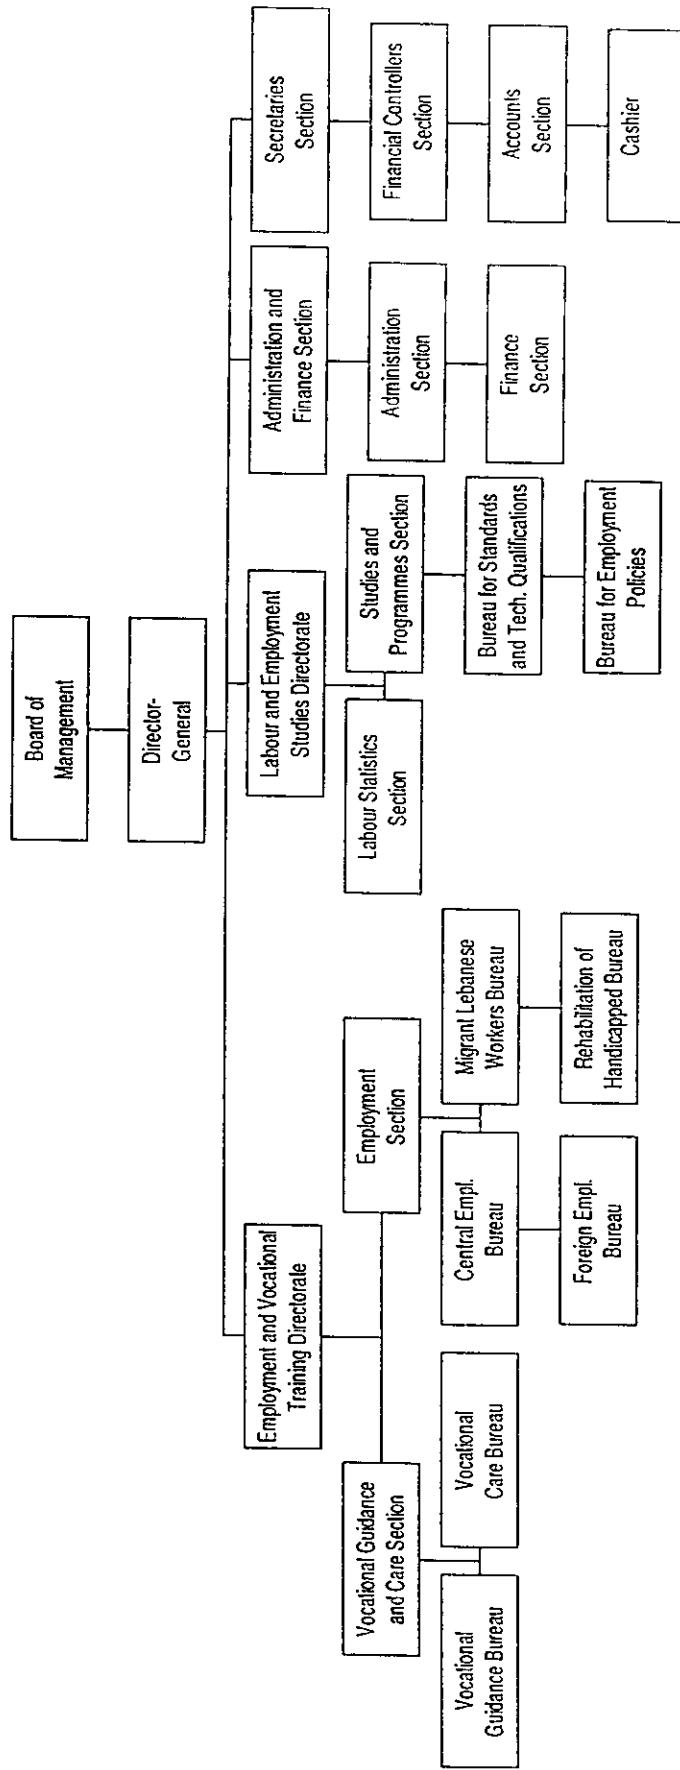 Board of
Management
Director-
General
Employment and Vocational
Training Directorate
Labour and Employment
Studies Directorate
Administration and
Finance Section
Secretaries
Section
Vocational Guidance
and Care Section
Employment
Section
Labour Statistics
Section
Studies and
Programmes Section
Administration
Section
Financial Controllers
Section
Vocational
Guidance Bureau
Vocational
Care Bureau
Central Empl.
Bureau
Migrant Lebanese
Workers Bureau
Bureau for Standards
and Tech. Qualifications
Finance
Section
Accounts
Section
Foreign Empl.
Bureau
Rehabilitation of
Handicapped Bureau
Bureau for Employment
Policies
Cashier